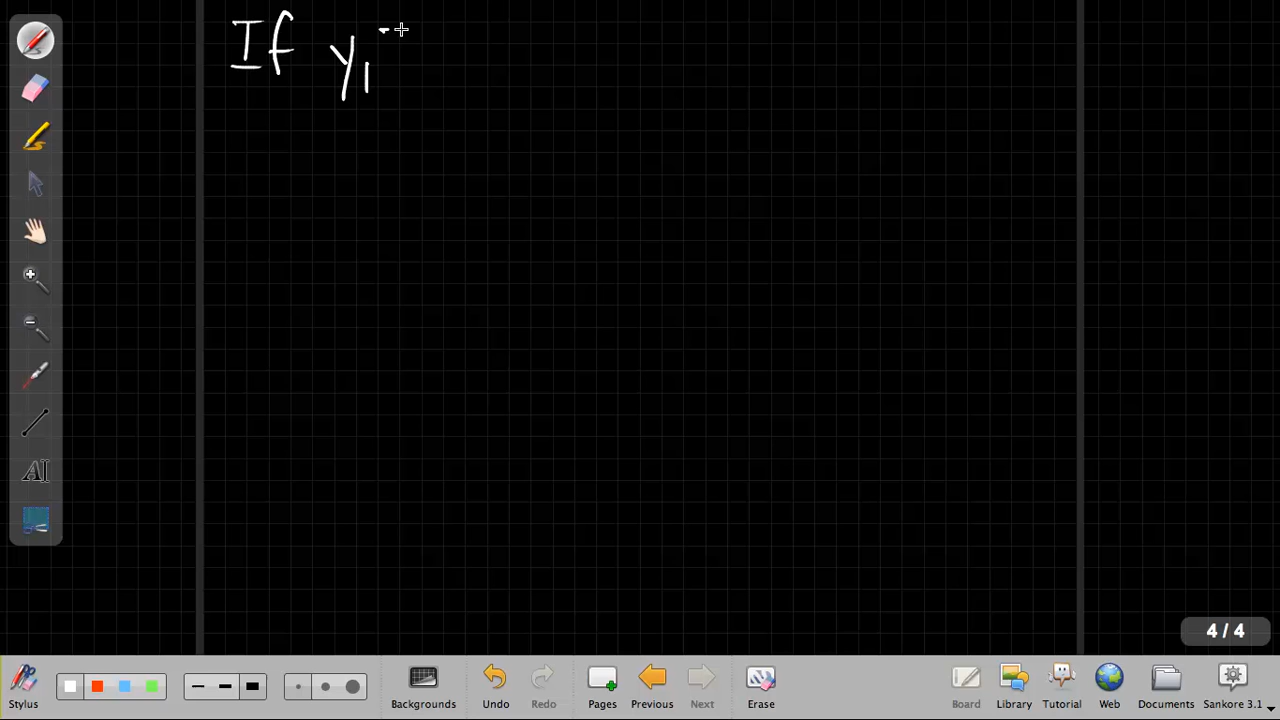 If y₁
4 / 4
Stylus
Backgrounds
Undo
Redo
Pages
Previous
Next
Erase
Board
Library
Web
Tutorial
Documents
Sankore 3.1
AI